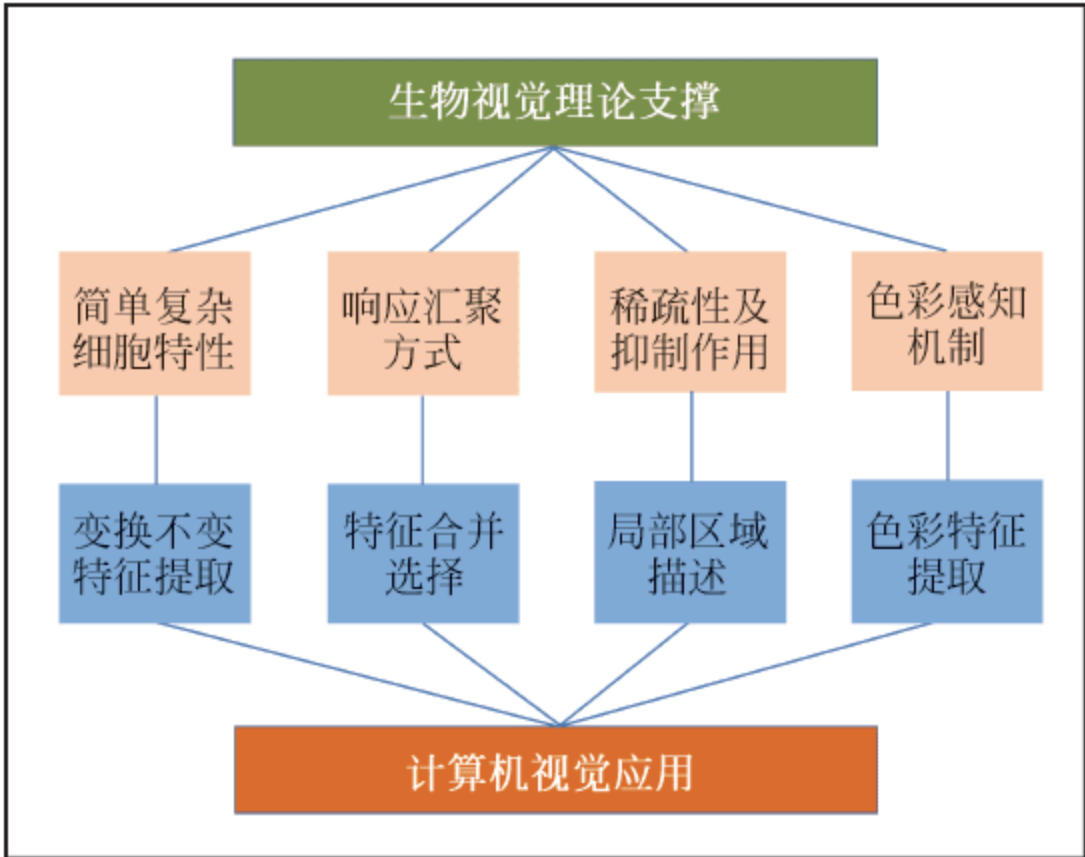 生物视觉理论支撑
简单复杂
细胞特性
响应汇聚
方式
稀疏性及
抑制作用
色彩感知
机制
变换不变
特征提取
特征合并
选择
局部区域
描述
色彩特征
提取
计算机视觉应用